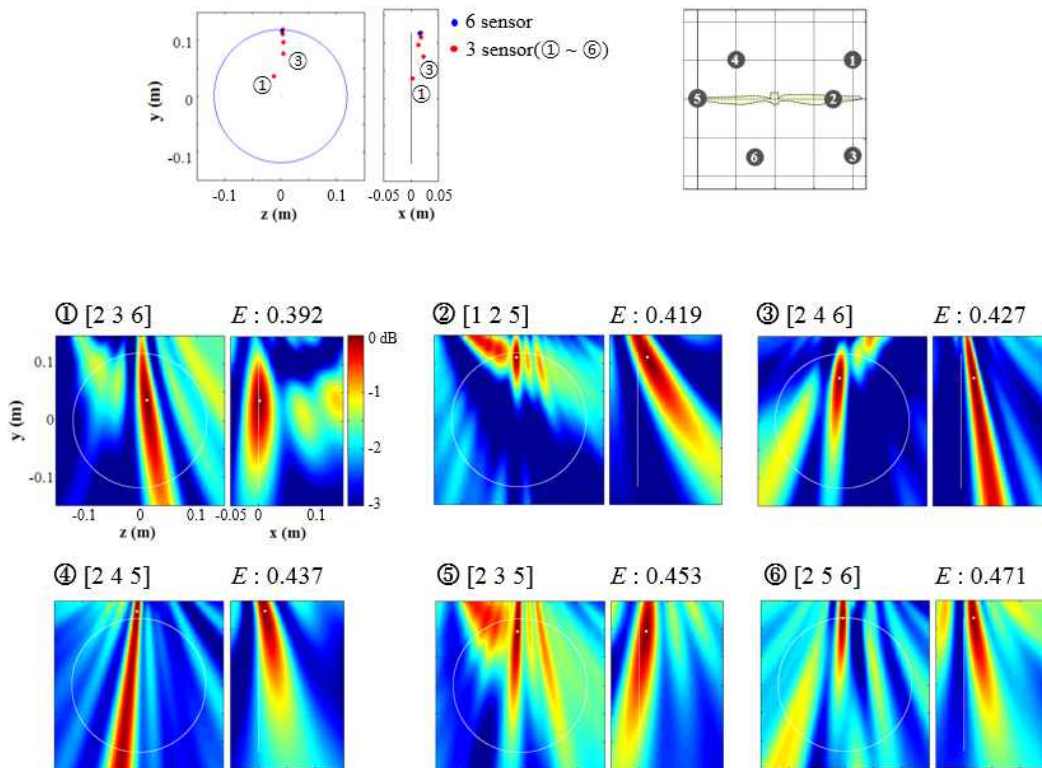 0.1
0
-0.1
y (m)
-0.1 0 0.1
z (m)
0 0.05
-0.05
x (m)
① ③
① ③
6 sensor
3 sensor(① ~ ⑥)
4 1
5 2
6 3
① [2 3 6] E : 0.392
② [1 2 5] E : 0.419
③ [2 4 6] E : 0.427
0.1
0
-0.1
y (m)
-0.1 0 0.1
z (m)
-0.05 0 0.1
x (m)
0 dB
-1
-2
-3
④ [2 4 5] E : 0.437
⑤ [2 3 5] E : 0.453
⑥ [2 5 6] E : 0.471